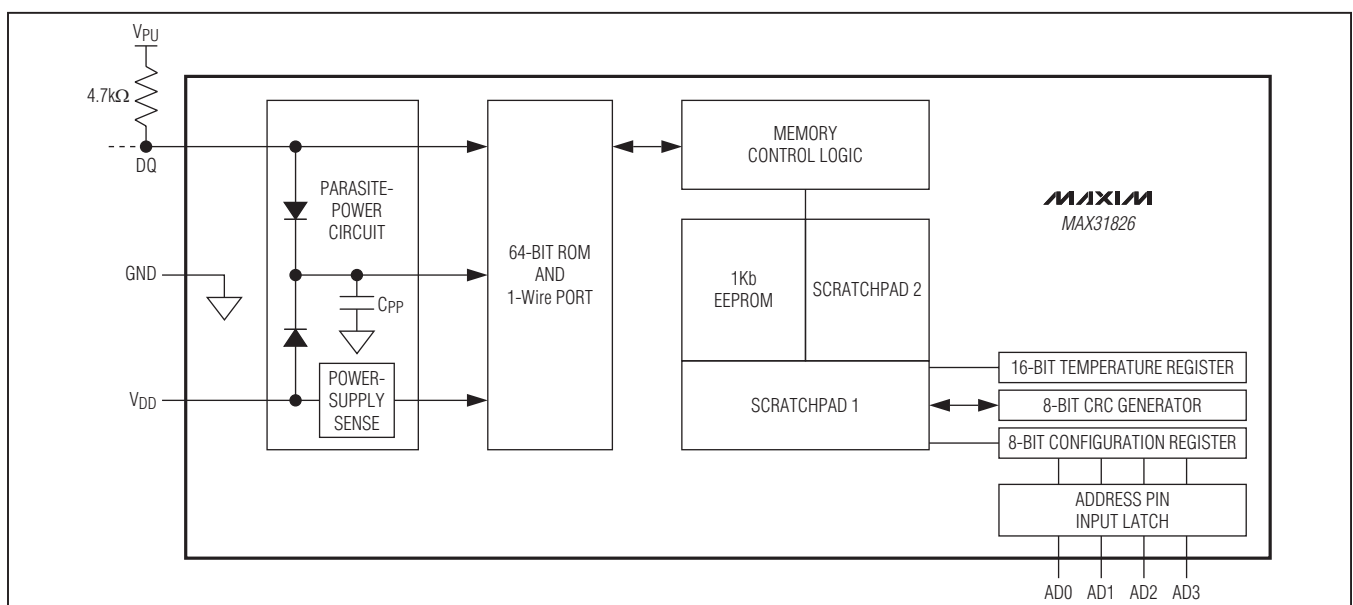 VPU
4.7kΩ
DQ
GND
VDD
PARASITE-
POWER
CIRCUIT
CPP
POWER-
SUPPLY
SENSE
64-BIT ROM
AND
1-Wire PORT
MEMORY
CONTROL LOGIC
1Kb
EEPROM
SCRATCHPAD 2
SCRATCHPAD 1
MAXIM
MAX31826
16-BIT TEMPERATURE REGISTER
8-BIT CRC GENERATOR
8-BIT CONFIGURATION REGISTER
ADDRESS PIN
INPUT LATCH
AD0 AD1 AD2 AD3